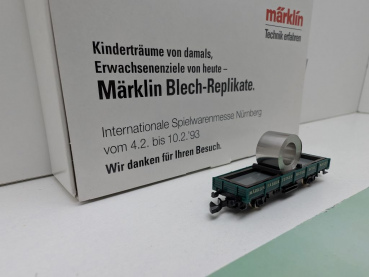 märklin
Technik erfahren
Kinderträume von damals,
Erwachsenenziele von heute –
Märklin Blech-Replikate.
Internationale Spielwarenmesse Nürnberg
vom 4.2. bis 10.2.'93
Wir danken für Ihren Besuch.